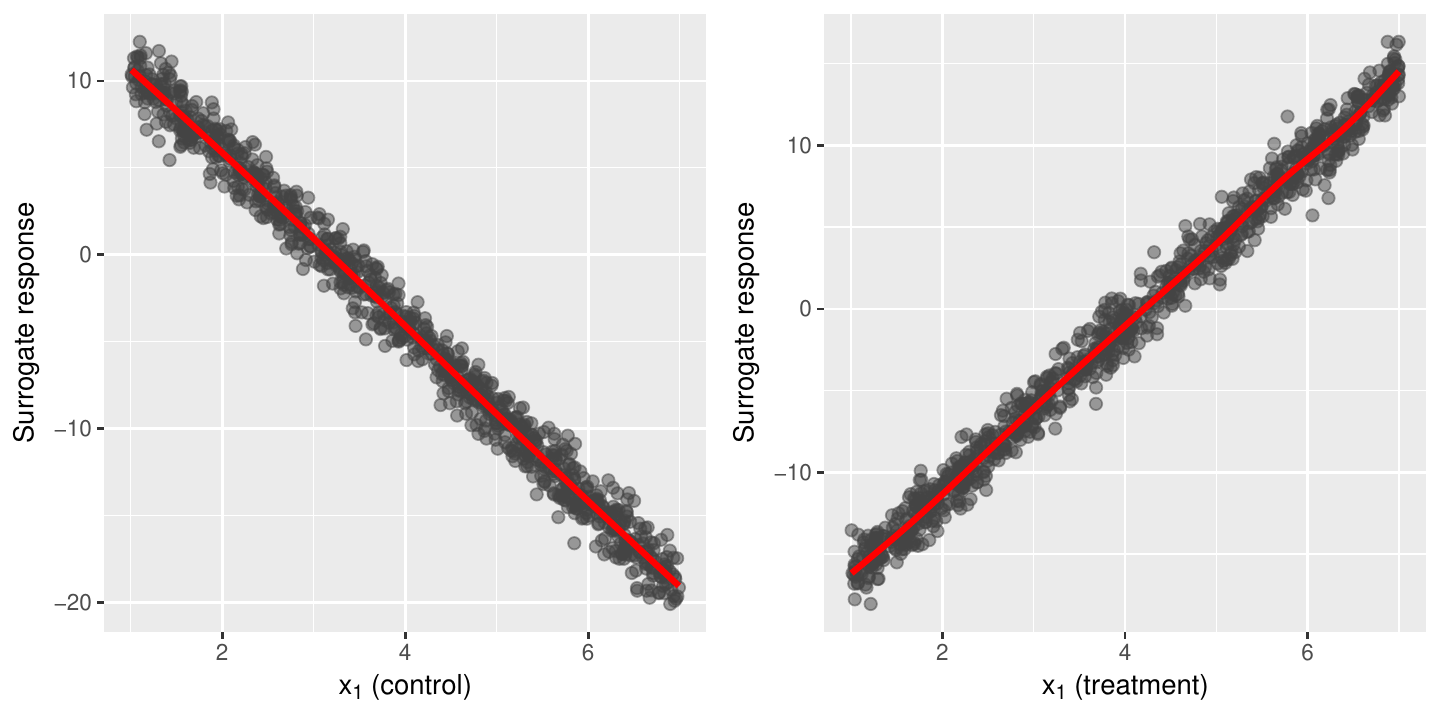 Surrogate response
10
0
−10
−20
2 4 6
x₁ (control)
Surrogate response
10
0
−10
2 4 6
x₁ (treatment)